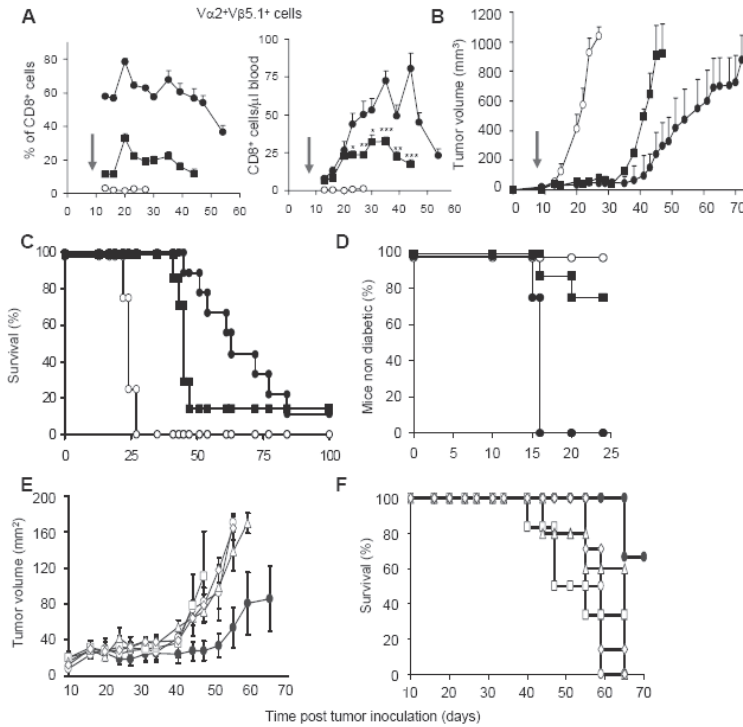 Vα2⁺Vβ5.1⁺ cells
A
% of CD8⁺ cells
80
60
40
20
0
0 10 20 30 40 50 60
CD8⁺ cells/μl blood
100
75
50
25
0
* ** * *** ** ***
0 10 20 30 40 50 60
B
Tumor volume (mm³)
1200
1000
800
600
400
200
0
0 10 20 30 40 50 60 70
C
Survival (%)
100
80
60
40
20
0
0 25 50 75 100
D
Mice non diabetic (%)
100
80
60
40
20
0
0 5 10 15 20 25
E
Tumor volume (mm²)
200
160
120
80
40
0
10 20 30 40 50 60 70
F
Survival (%)
100
80
60
40
20
0
10 20 30 40 50 60 70
Time post tumor inoculation (days)